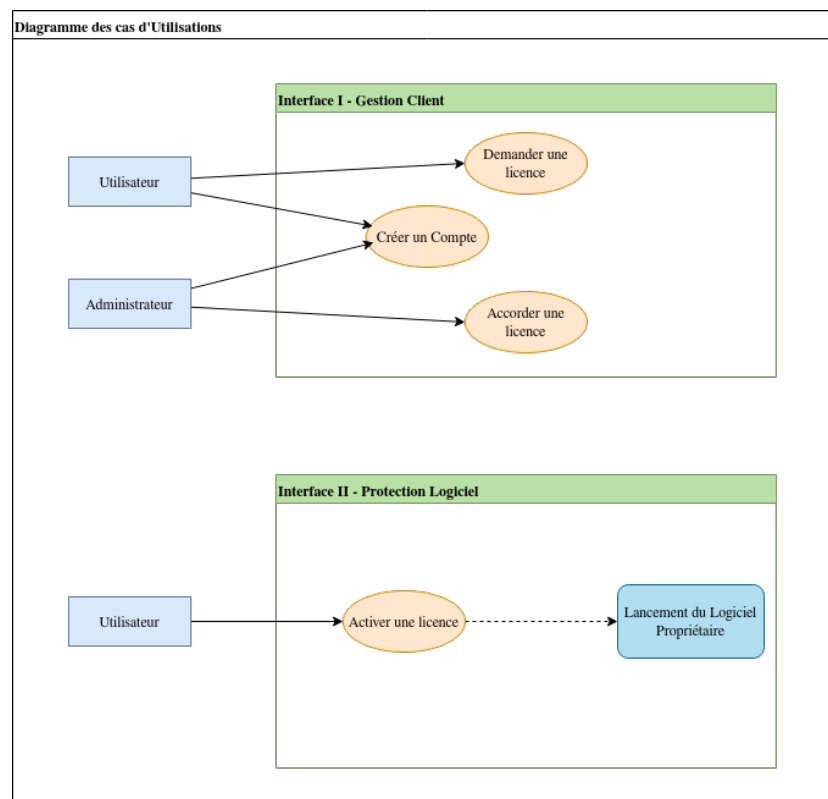 Diagramme des cas d'Utilisations
Interface I - Gestion Client
Demander une
licence
Utilisateur
Créer un Compte
Administrateur
Accorder une
licence
Interface II - Protection Logiciel
Utilisateur
Activer une licence
Lancement du Logiciel
Propriétaire